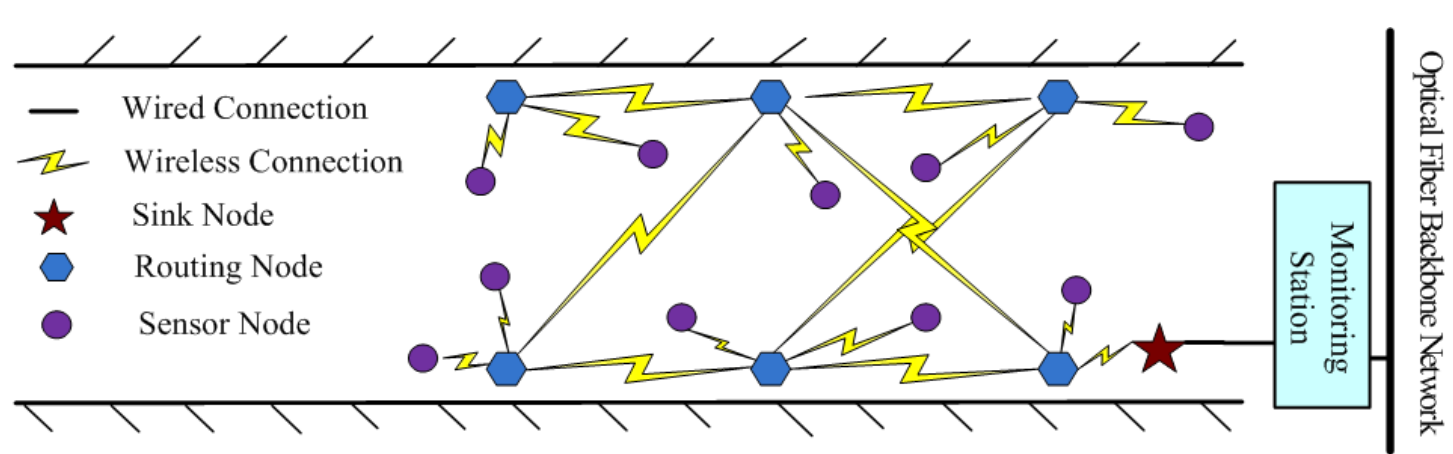 Wired Connection
Wireless Connection
Sink Node
Routing Node
Sensor Node
Monitoring
Station
Optical Fiber Backbone Network